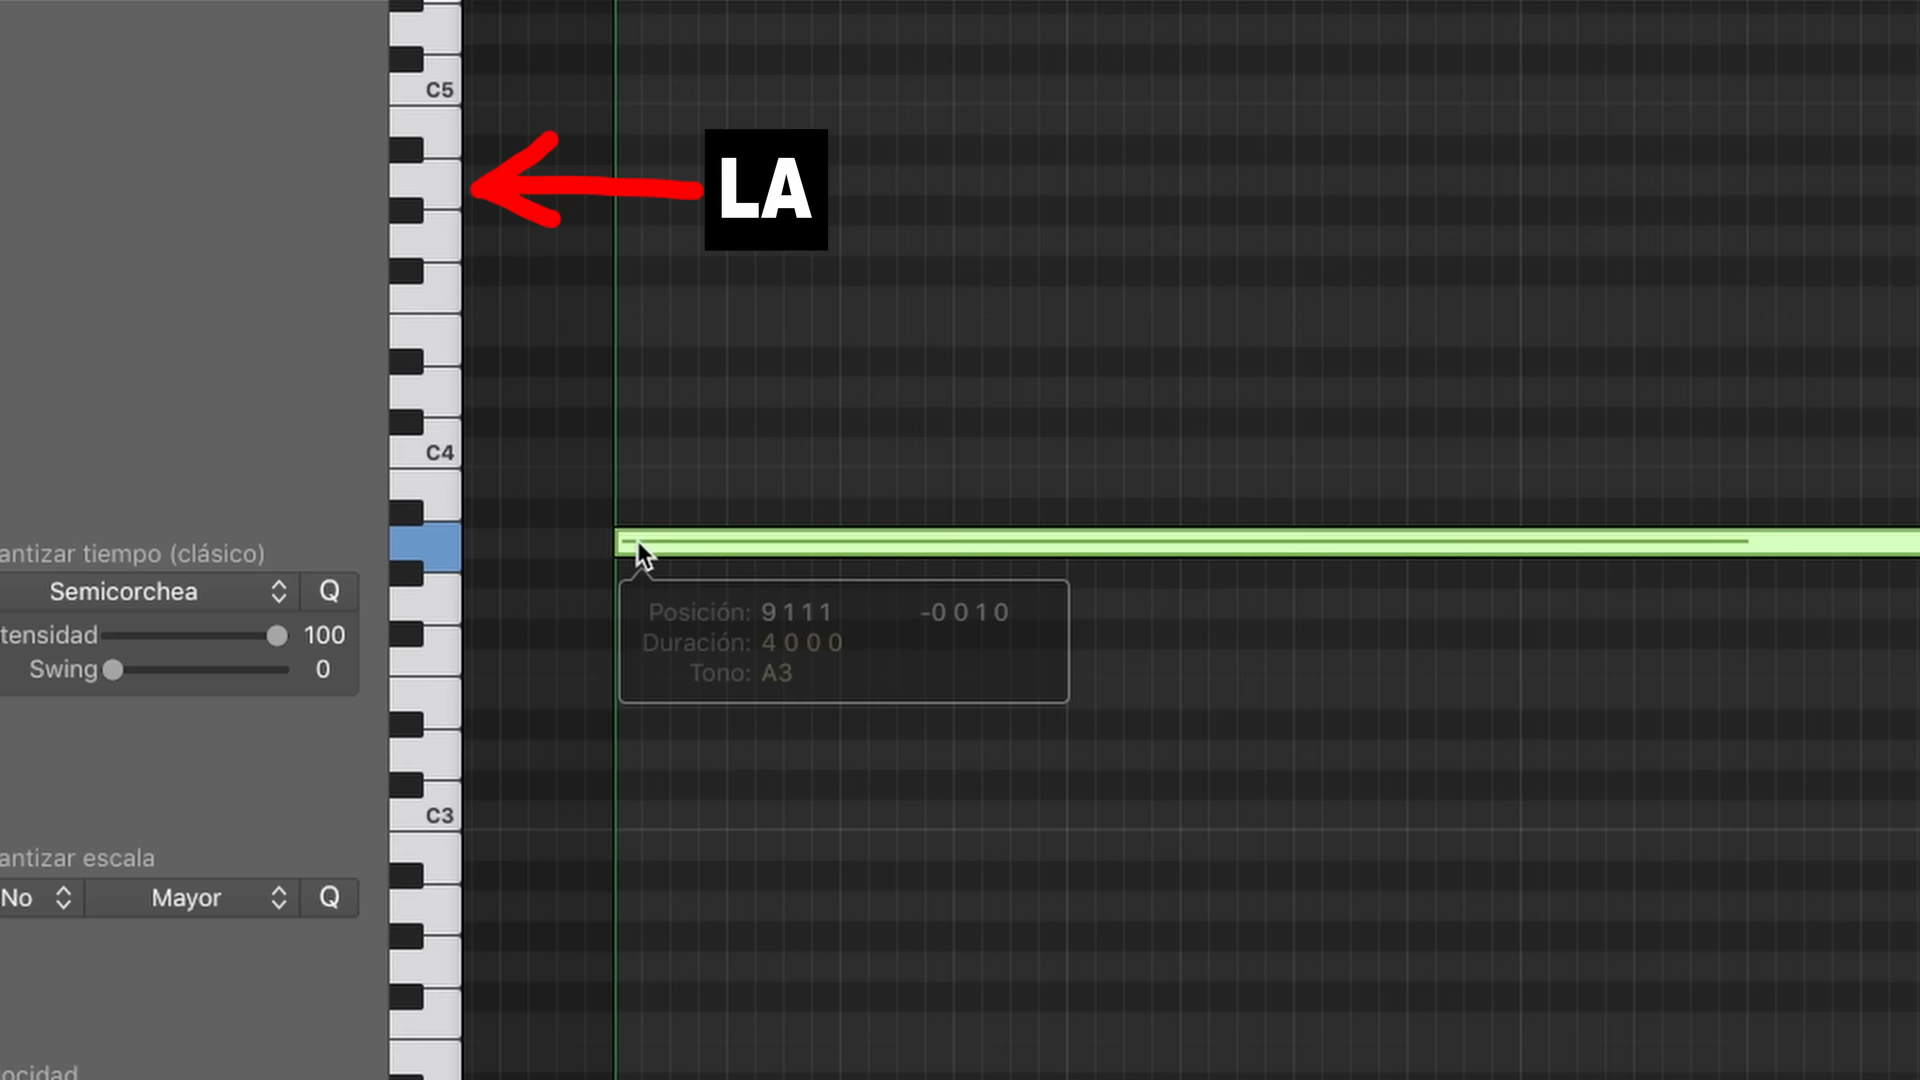 C5
LA
C4
antizar tiempo (clásico)
Semicorchea
Q
tensidad 100
Swing 0
Posición: 9 1 1 1 -0 0 1 0
Duración: 4 0 0 0
Tono: A3
C3
antizar escala
No
Mayor
Q
ocidad